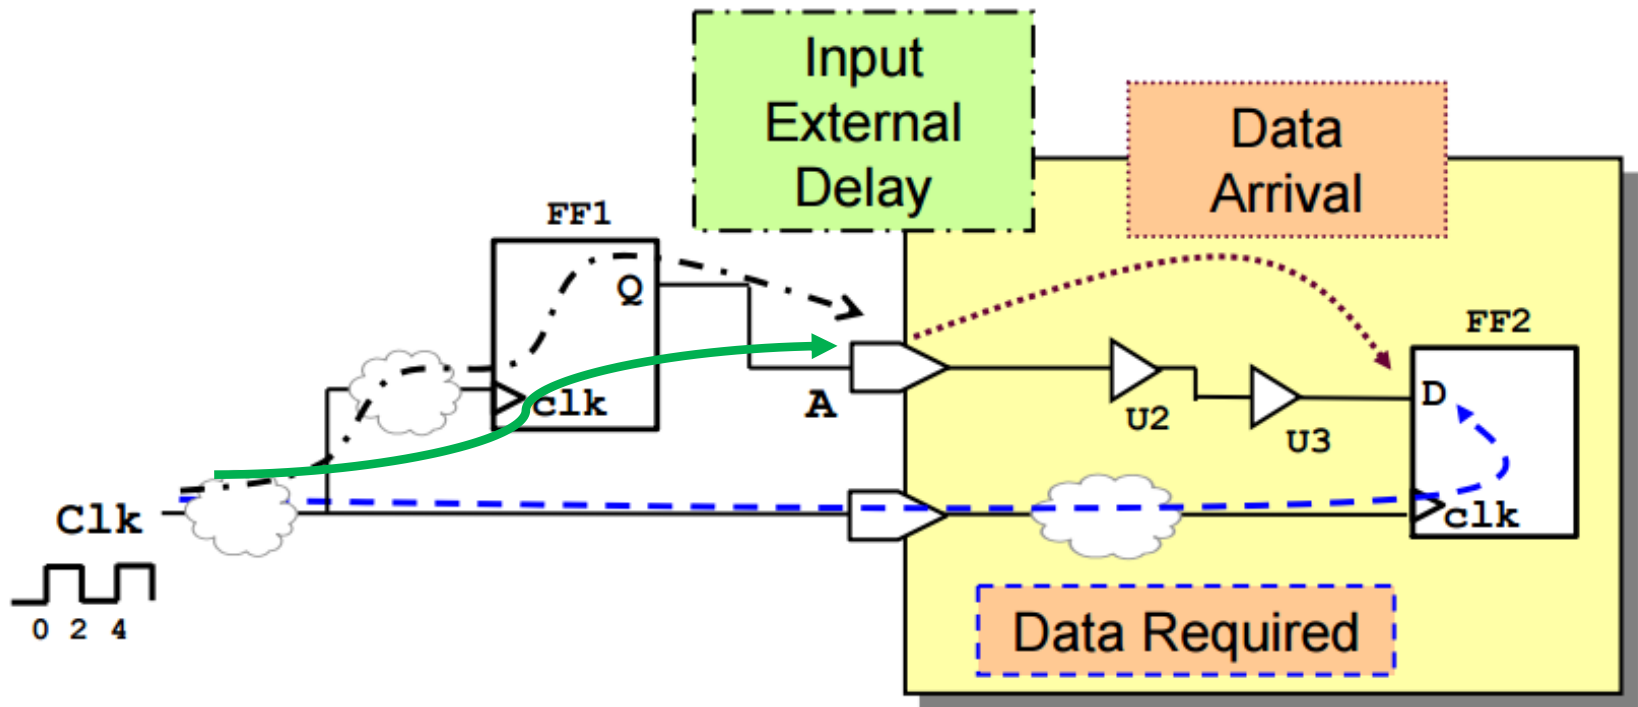 Input
External
Delay
Data
Arrival
FF1
Q
clk
A
U2
U3
FF2
D
clk
Clk
0 2 4
Data Required